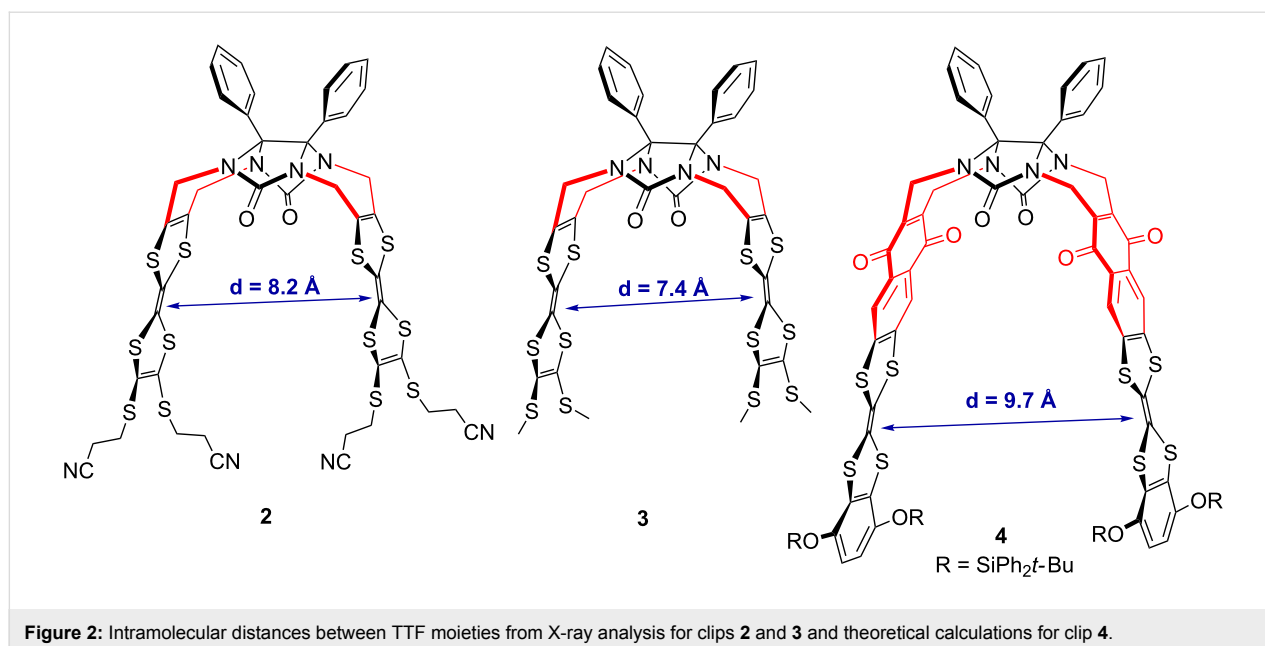 N N N N
O O
S S S S
d = 8.2 Å
S S S S
S S S S
NC CN NC CN
2
N N N N
O O
S S S S
d = 7.4 Å
S S S S
S S S S
3
N N N N
O O
O O O O
S S S S
d = 9.7 Å
S S S S
RO OR RO OR
4
R = SiPh2t-Bu
Figure 2: Intramolecular distances between TTF moieties from X-ray analysis for clips 2 and 3 and theoretical calculations for clip 4.